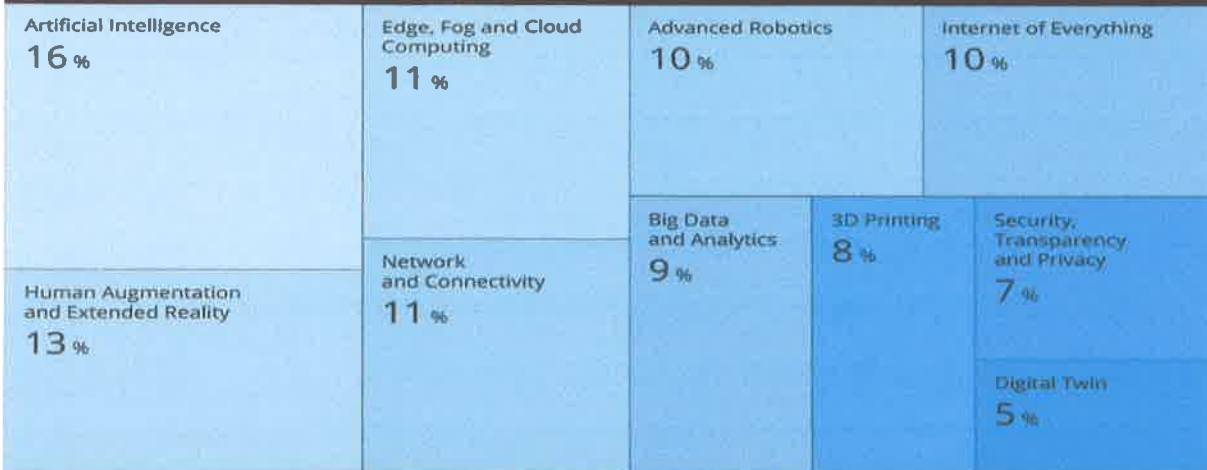 Artificial Intelligence
16 %
Edge, Fog and Cloud
Computing
11 %
Advanced Robotics
10 %
Internet of Everything
10 %
Human Augmentation
and Extended Reality
13 %
Network
and Connectivity
11 %
Big Data
and Analytics
9 %
3D Printing
8 %
Security,
Transparency
and Privacy
7 %
Digital Twin
5 %